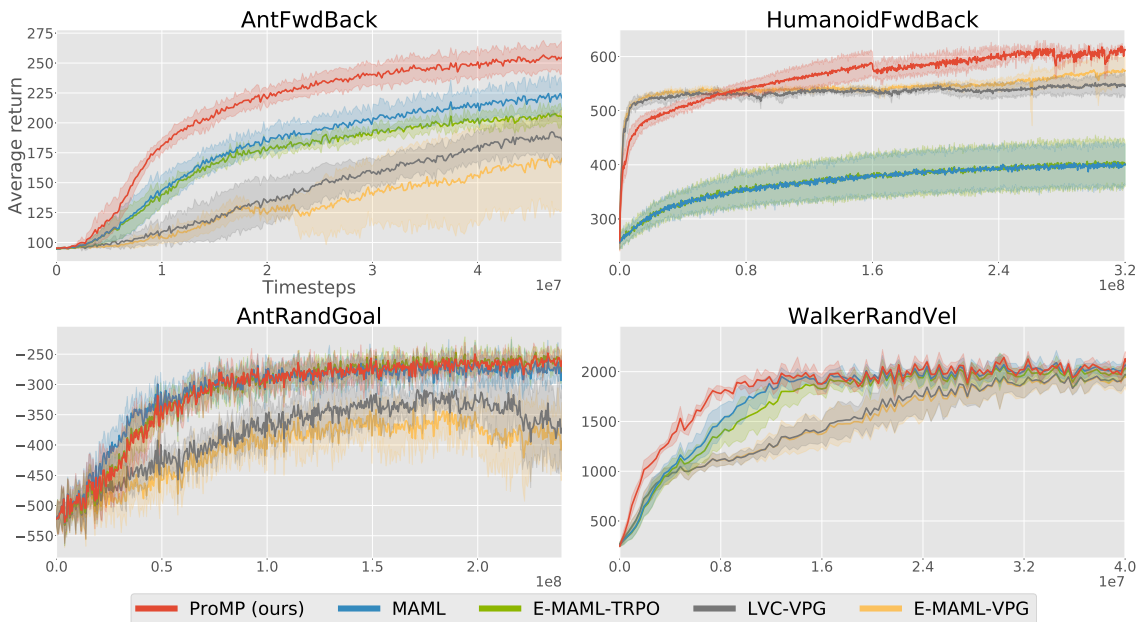 AntFwdBack
HumanoidFwdBack
Average return
275
250
225
200
175
150
125
100
0
1
2
3
4
1e7
Timesteps
600
500
400
300
0.0
0.8
1.6
2.4
3.2
1e8
AntRandGoal
WalkerRandVel
−250
−300
−350
−400
−450
−500
−550
0.0
0.5
1.0
1.5
2.0
1e8
2000
1500
1000
500
0.0
0.8
1.6
2.4
3.2
4.0
1e7
ProMP (ours)
MAML
E-MAML-TRPO
LVC-VPG
E-MAML-VPG